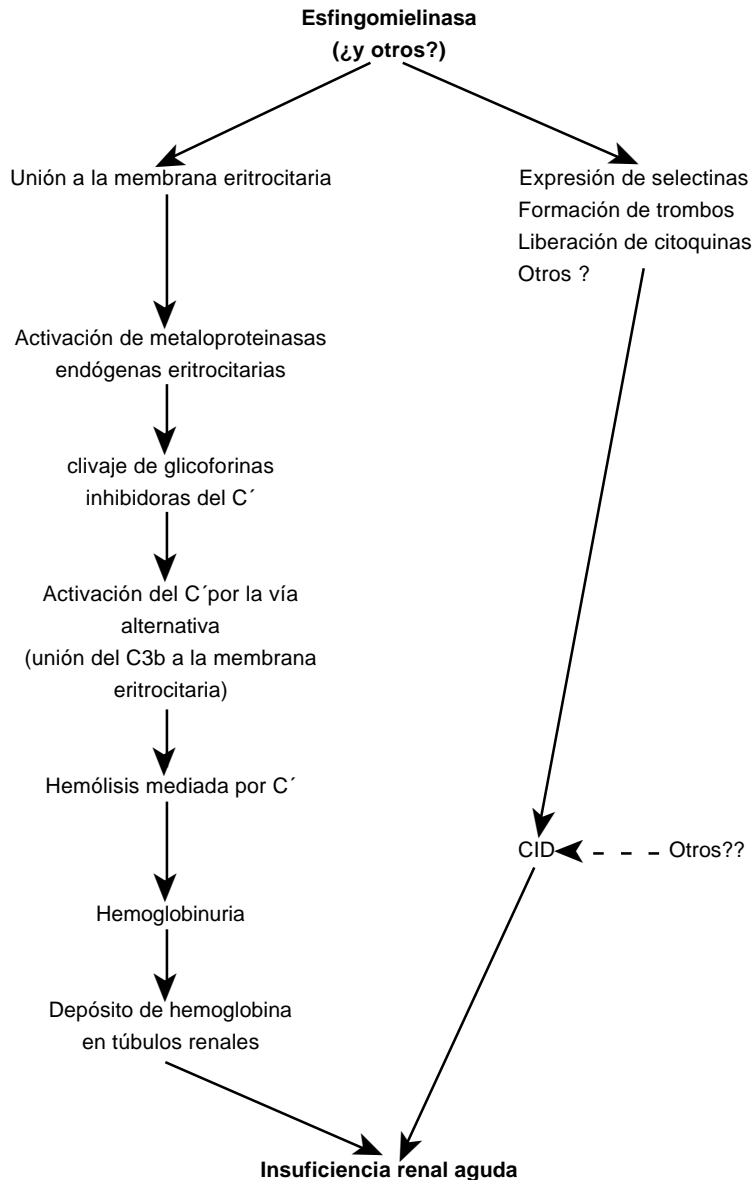 Esfingomielinasa
(¿y otros?)
Unión a la membrana eritrocitaria
Activación de metaloproteinasas
endógenas eritrocitarias
clivaje de glicoforinas
inhibidoras del C´
Activación del C´por la vía
alternativa
(unión del C3b a la membrana
eritrocitaria)
Hemólisis mediada por C´
Hemoglobinuria
Depósito de hemoglobina
en túbulos renales
Expresión de selectinas
Formación de trombos
Liberación de citoquinas
Otros ?
CID
Otros??
Insuficiencia renal aguda